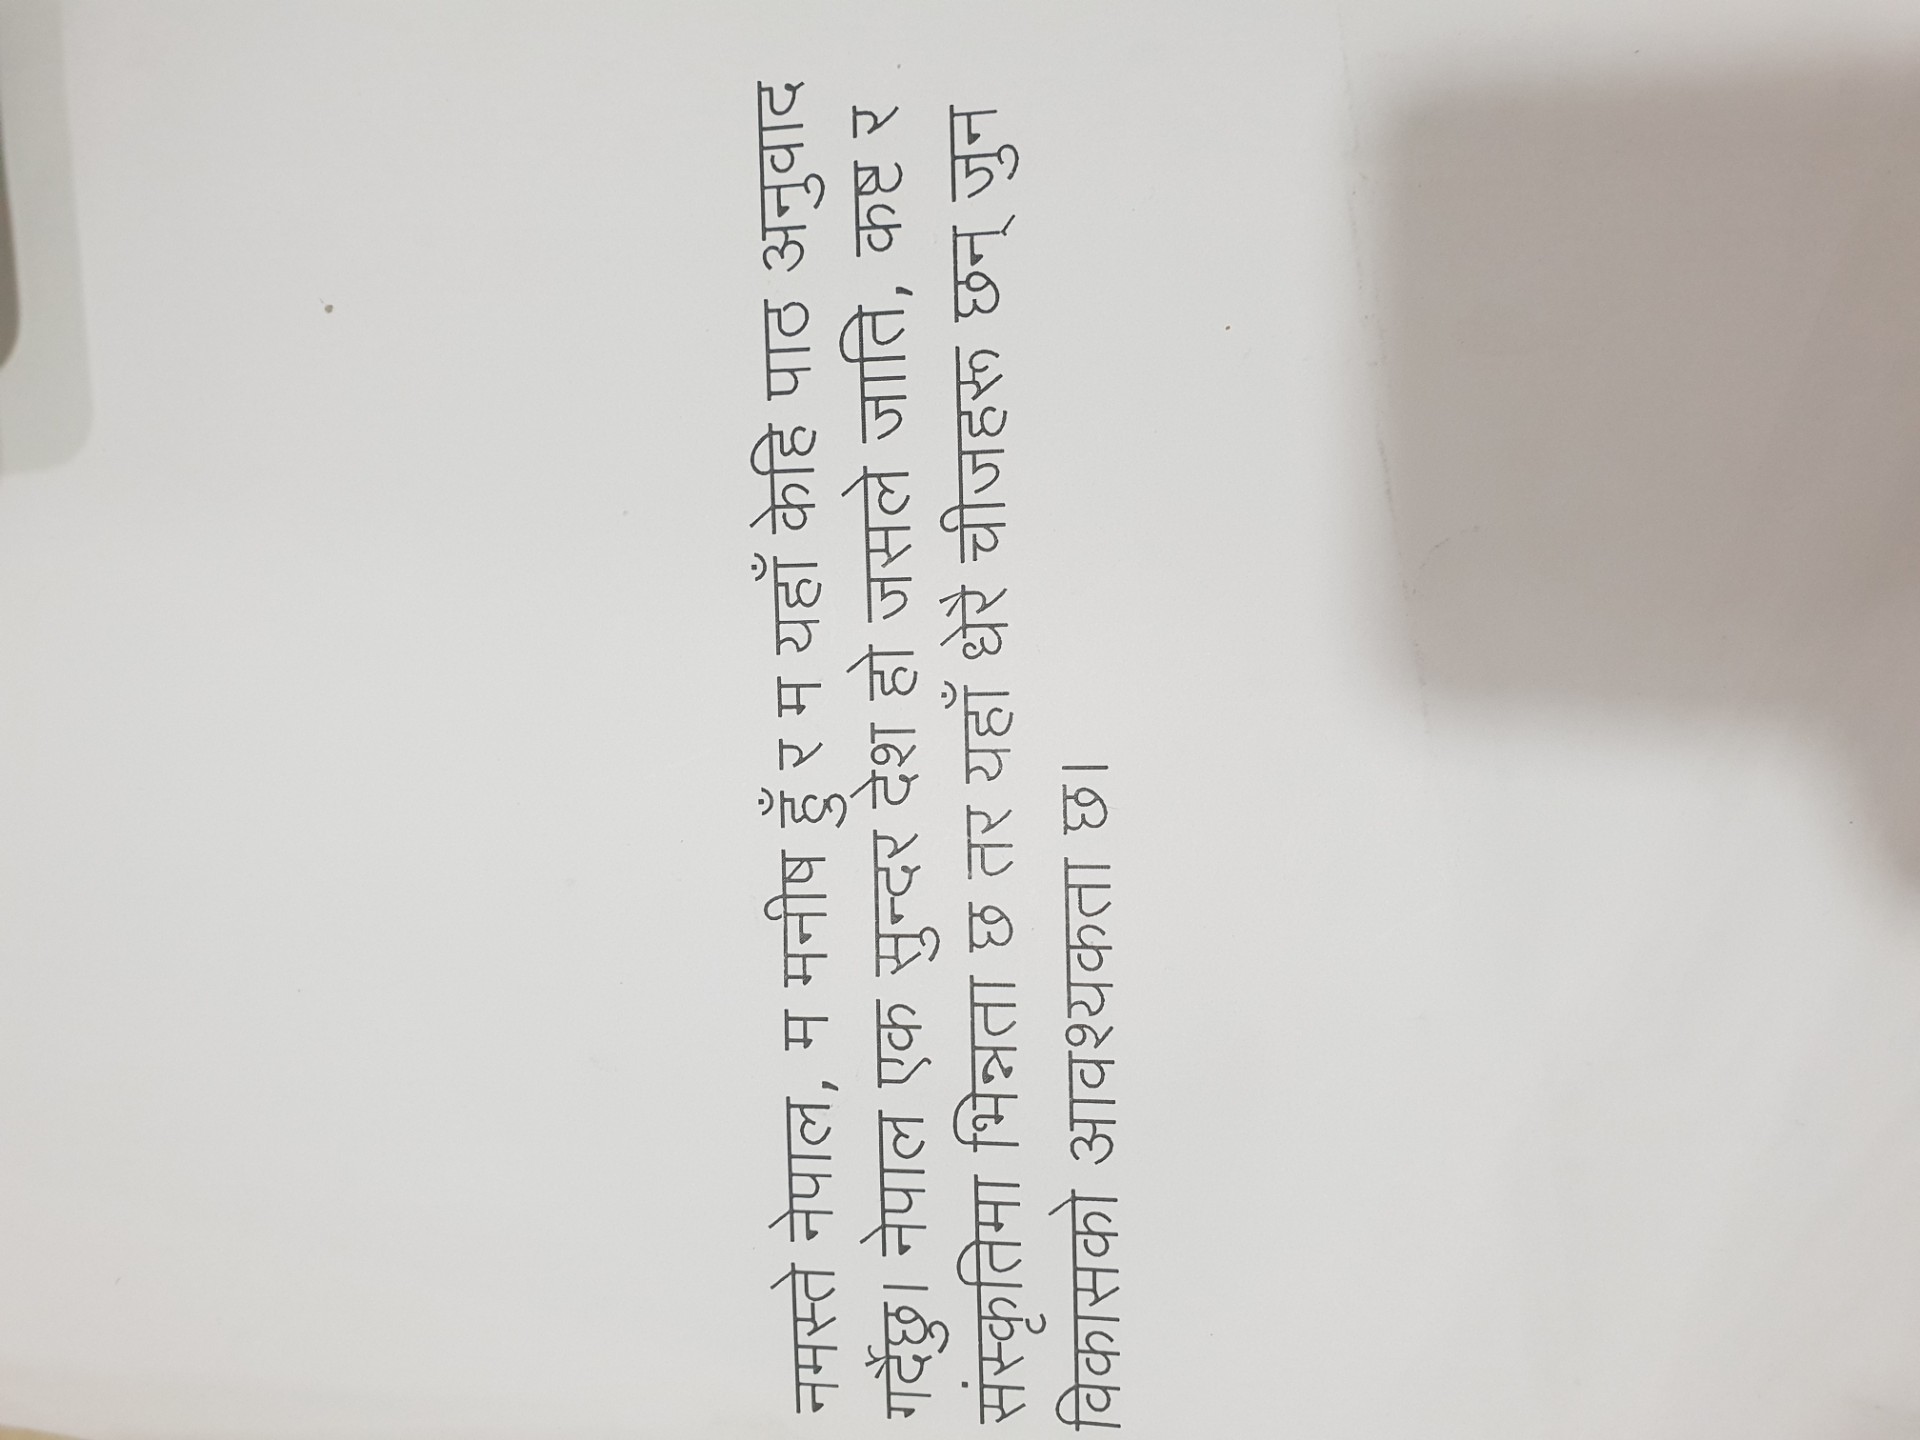 नमस्ते नेपाल, म मनीष हुँ र म यहाँ केहि पाठ अनुवाद
गर्दैछु। नेपाल एक सुन्दर देश हो जसले जाति, कष्ट र
संस्कृतिमा भिन्नता छ तर यहाँ धेरै चीजहरू छन् जुन
विकासको आवश्यकता छ।